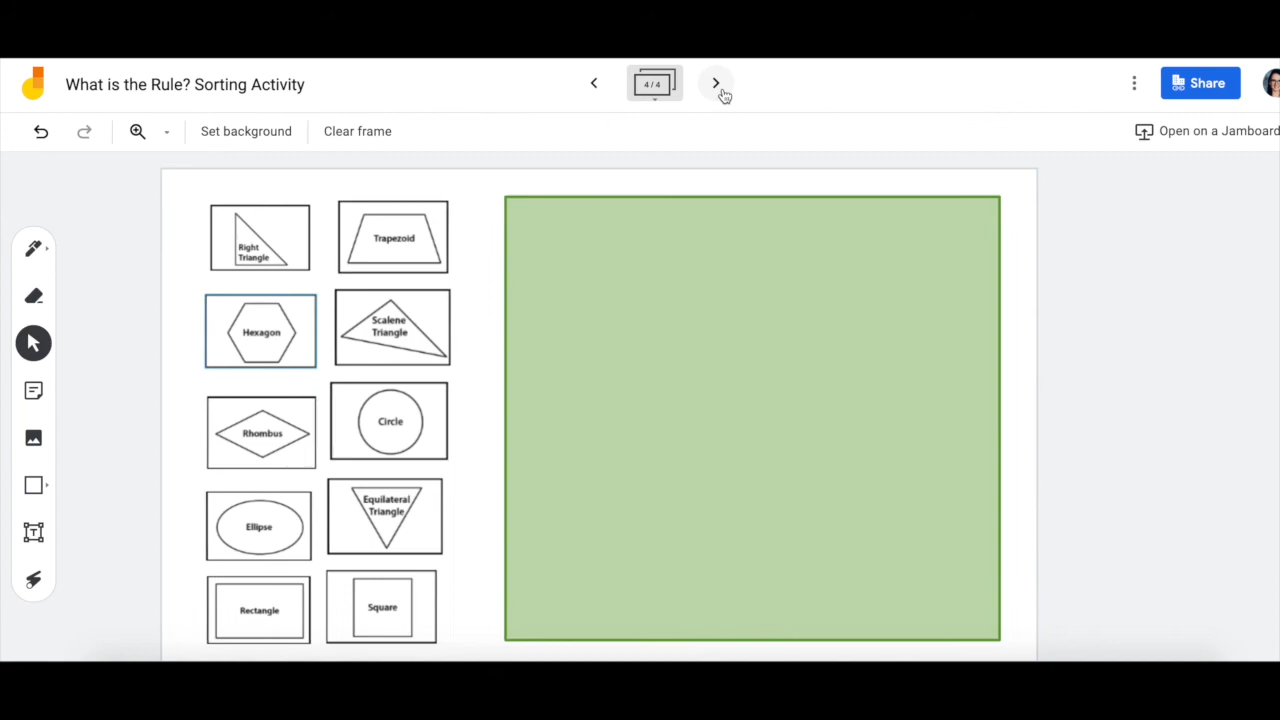 What is the Rule? Sorting Activity
4 / 4
Share
Set background
Clear frame
Open on a Jamboard
Right
Triangle
Trapezoid
Hexagon
Scalene
Triangle
Rhombus
Circle
Ellipse
Equilateral
Triangle
Rectangle
Square